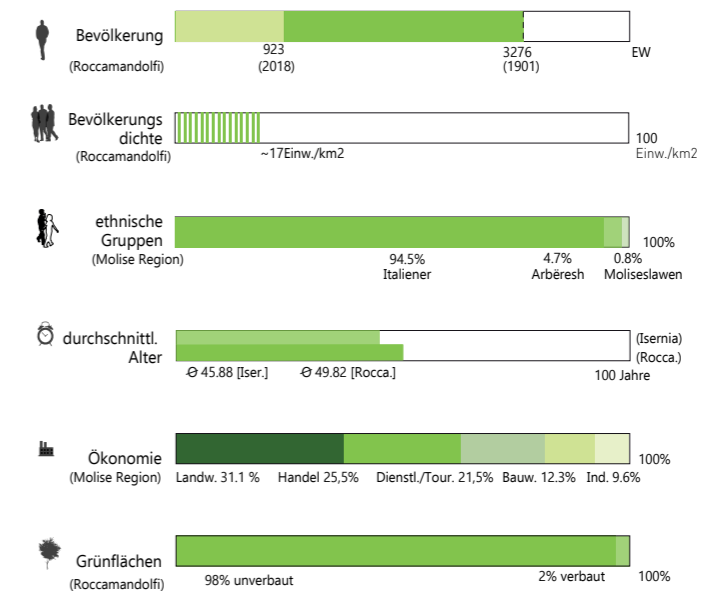 Bevölkerung
(Roccamandolfi)
923
(2018)
3276
(1901)
EW
Bevölkerungs
dichte
(Roccamandolfi)
~17Einw./km2
100
Einw./km2
ethnische
Gruppen
(Molise Region)
94.5%
Italiener
4.7%
Arbëresh
0.8%
Moliseslawen
100%
durchschnittl.
Alter
(Isernia)
(Rocca.)
Ø 45.88 [Iser.]
Ø 49.82 [Rocca.]
100 Jahre
Ökonomie
(Molise Region)
Landw. 31.1 %
Handel 25,5%
Dienstl./Tour. 21,5%
Bauw. 12.3%
Ind. 9.6%
100%
Grünflächen
(Roccamandolfi)
98% unverbaut
2% verbaut
100%